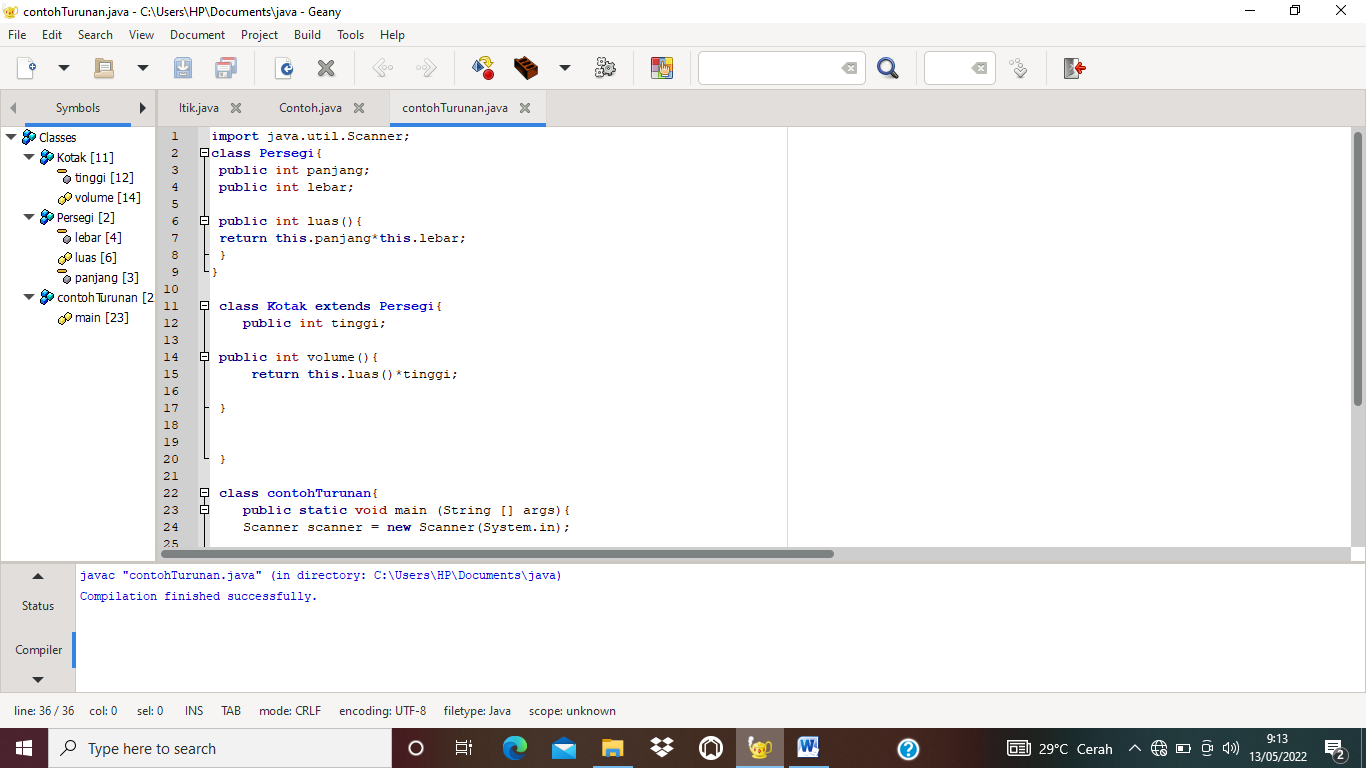 contohTurunan.java - C:\Users\HP\Documents\java - Geany
File Edit Search View Document Project Build Tools Help
Symbols
Itik.java
Contoh.java
contohTurunan.java
Classes
Kotak [11]
tinggi [12]
volume [14]
Persegi [2]
lebar [4]
luas [6]
panjang [3]
contohTurunan [2
main [23]
1 import java.util.Scanner;
2 class Persegi{
3 public int panjang;
4 public int lebar;
5
6 public int luas(){
7 return this.panjang*this.lebar;
8 }
9 }
10
11 class Kotak extends Persegi{
12 public int tinggi;
13
14 public int volume(){
15 return this.luas()*tinggi;
16
17 }
18
19
20 }
21
22 class contohTurunan{
23 public static void main (String [] args){
24 Scanner scanner = new Scanner(System.in);
25
Status
Compiler
javac "contohTurunan.java" (in directory: C:\Users\HP\Documents\java)
Compilation finished successfully.
line: 36 / 36 col: 0 sel: 0 INS TAB mode: CRLF encoding: UTF-8 filetype: Java scope: unknown
Type here to search
29°C Cerah
9:13
13/05/2022
2